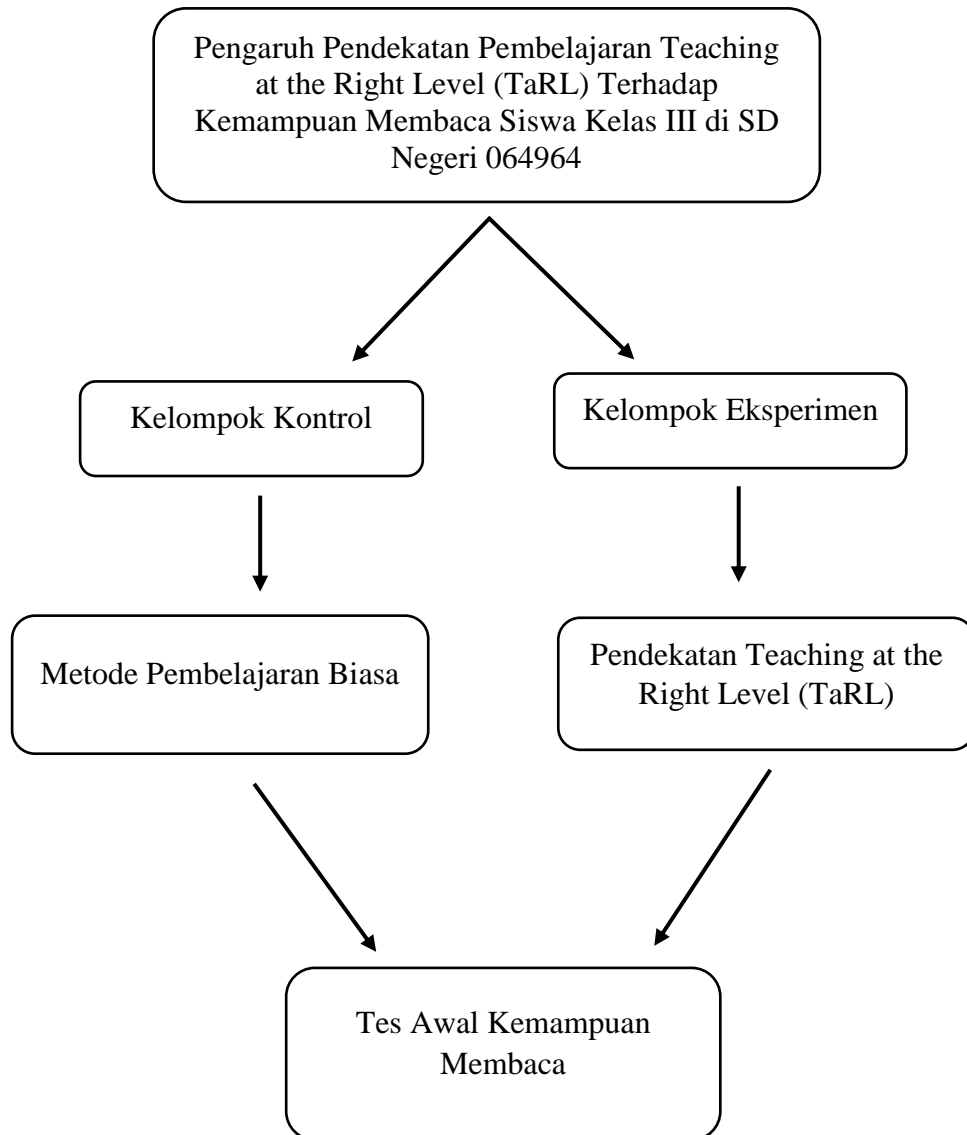 Pengaruh Pendekatan Pembelajaran Teaching
at the Right Level (TaRL) Terhadap
Kemampuan Membaca Siswa Kelas III di SD
Negeri 064964
Kelompok Kontrol
Kelompok Eksperimen
Metode Pembelajaran Biasa
Pendekatan Teaching at the
Right Level (TaRL)
Tes Awal Kemampuan
Membaca